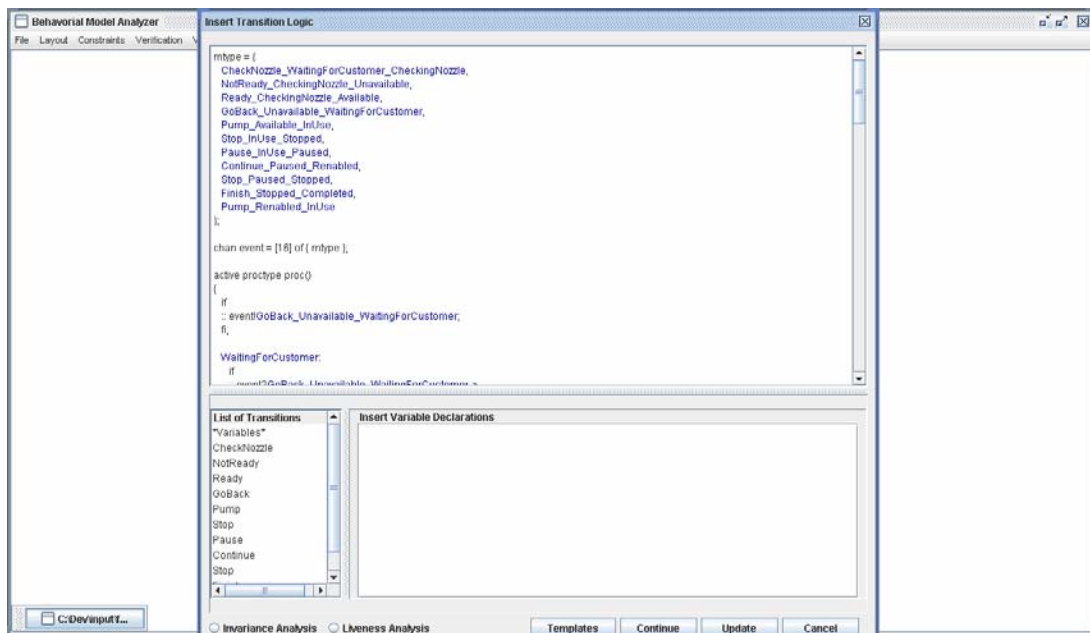 Behavorial Model Analyzer
File Layout Constraints Verification V
Insert Transition Logic
mtype = {
CheckNozzle_WaitingForCustomer_CheckingNozzle,
NotReady_CheckingNozzle_Unavailable,
Ready_CheckingNozzle_Available,
GoBack_Unavailable_WaitingForCustomer,
Pump_Available_InUse,
Stop_InUse_Stopped,
Pause_InUse_Paused,
Continue_Paused_Renabled,
Stop_Paused_Stopped,
Finish_Stopped_Completed,
Pump_Renabled_InUse
};
chan event = [16] of { mtype };
active proctype proc()
{
if
:: event!GoBack_Unavailable_WaitingForCustomer;
fi;
WaitingForCustomer:
if
:: event?GoBack_Unavailable_WaitingForCustomer ->
List of Transitions
*Variables*
CheckNozzle
NotReady
Ready
GoBack
Pump
Stop
Pause
Continue
Stop
Insert Variable Declarations
C:\Dev\input\f...
Invariance Analysis
Liveness Analysis
Templates
Continue
Update
Cancel